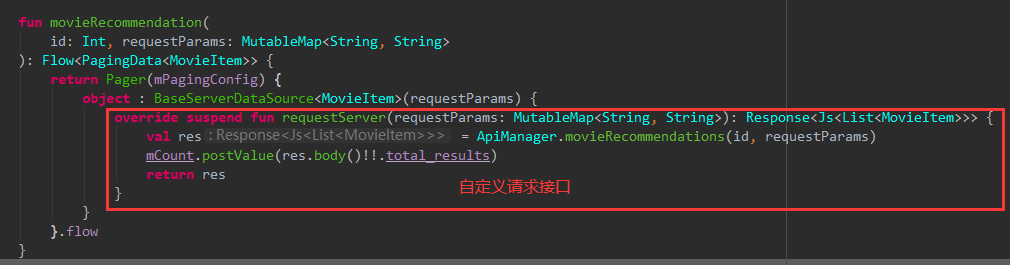 fun movieRecommendation(
    id: Int, requestParams: MutableMap<String, String>
): Flow<PagingData<MovieItem>> {
    return Pager(mPagingConfig) {
        object : BaseServerDataSource<MovieItem>(requestParams) {
            override suspend fun requestServer(requestParams: MutableMap<String, String>): Response<Js<List<MovieItem>>> {
                val res : Response<Js<List<MovieItem>>> = ApiManager.movieRecommendations(id, requestParams)
                mCount.postValue(res.body()!!.total_results)
                return res
自定义请求接口
            }
        }
    }.flow
}